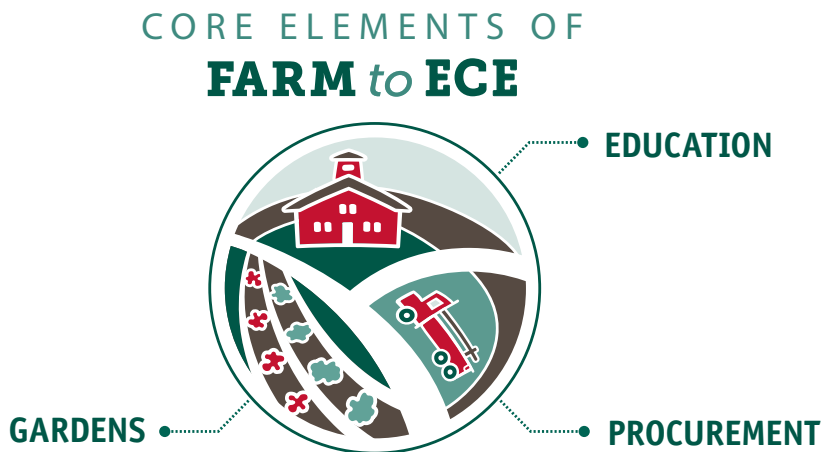 CORE ELEMENTS OF
FARM to ECE
EDUCATION
GARDENS
PROCUREMENT